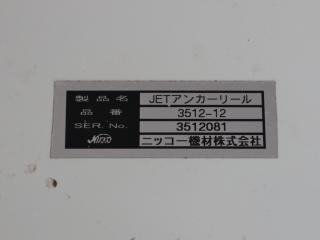 製品名 JETアンカーリール
品番 3512-12
SER. No. 3512081
NIKKO ニッコー機材株式会社